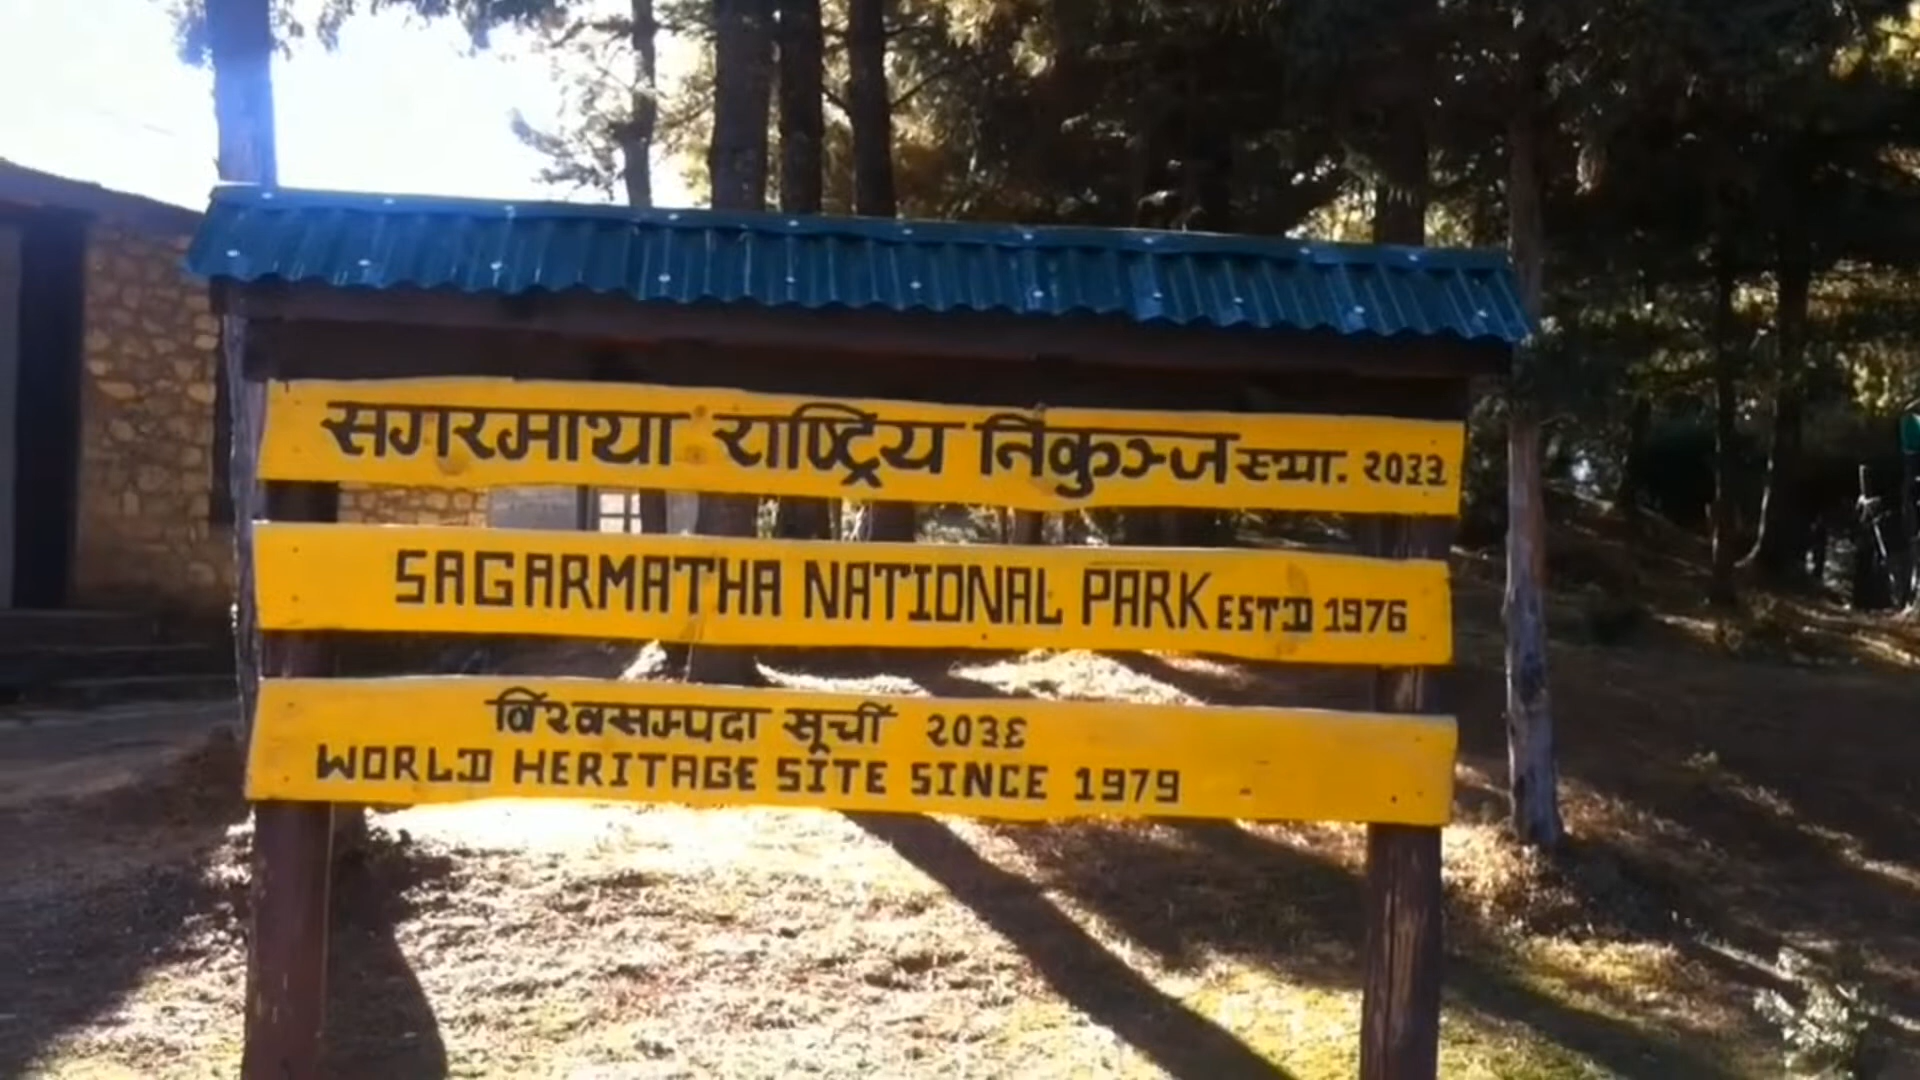 सगरमाथा राष्ट्रिय निकुञ्ज स्था. २०३३
SAGARMATHA NATIONAL PARK ESTD 1976
विश्वसम्पदा सूची २०३६
WORLD HERITAGE SITE SINCE 1979